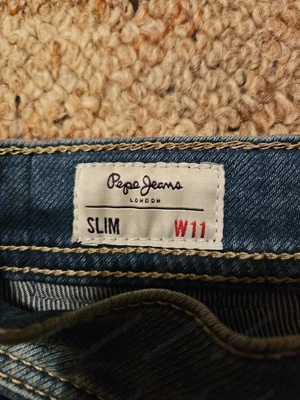 Pepe Jeans
LONDON
SLIM W11